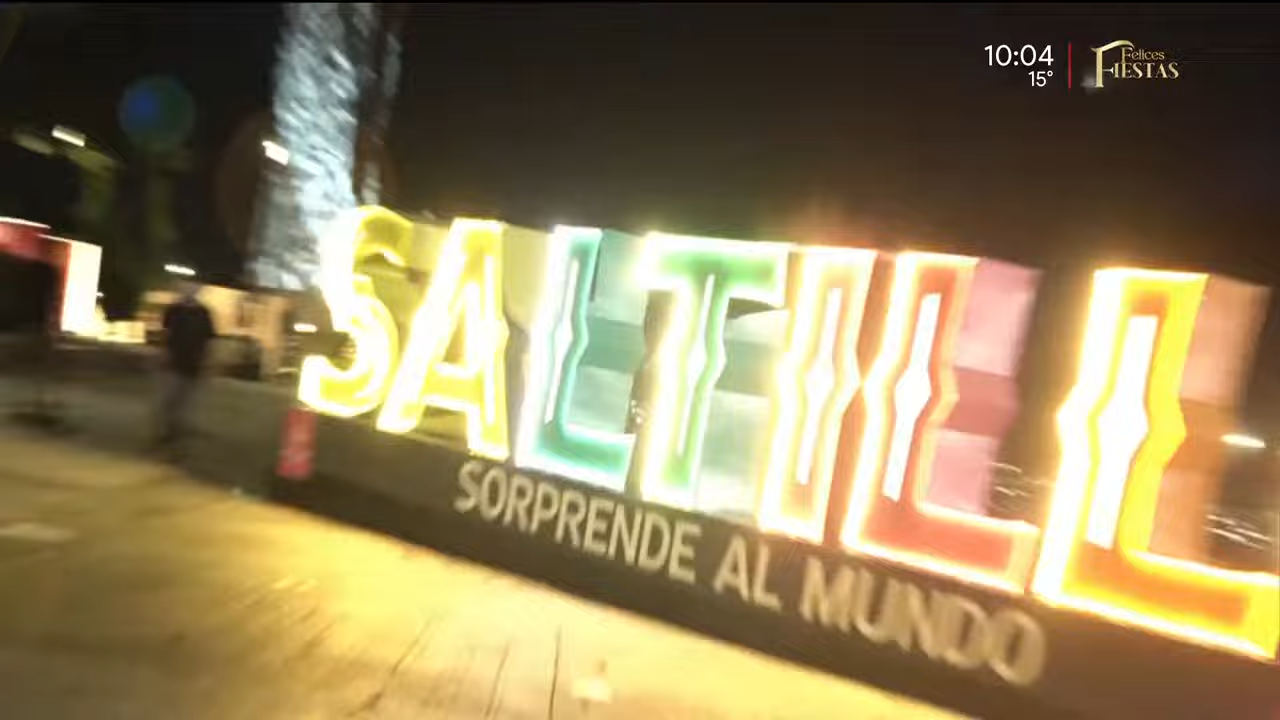 10:04
15°
Felices
FIESTAS
SALTILL
SORPRENDE AL MUNDO